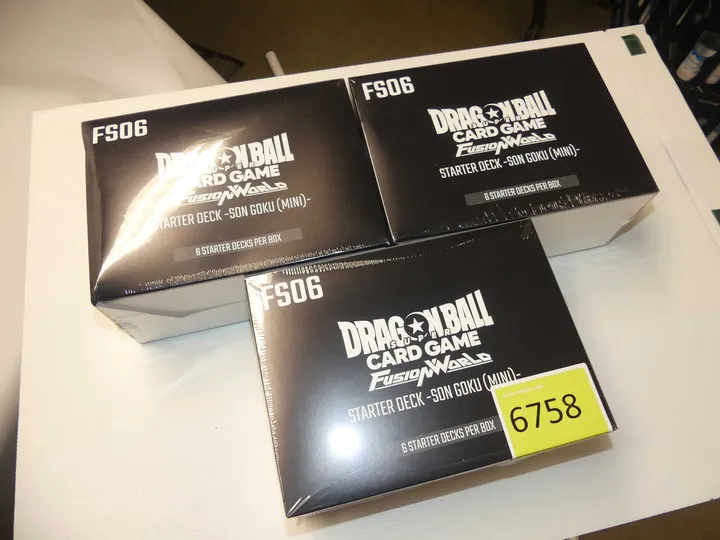 FS06
DRAGON BALL
SUPER
CARD GAME
FUSION WORLD
STARTER DECK -SON GOKU (MINI)-
6 STARTER DECKS PER BOX
FS06
DRAGON BALL
SUPER
CARD GAME
FUSION WORLD
STARTER DECK -SON GOKU (MINI)-
6 STARTER DECKS PER BOX
FS06
DRAGON BALL
SUPER
CARD GAME
FUSION WORLD
STARTER DECK -SON GOKU (MINI)-
6 STARTER DECKS PER BOX
6758